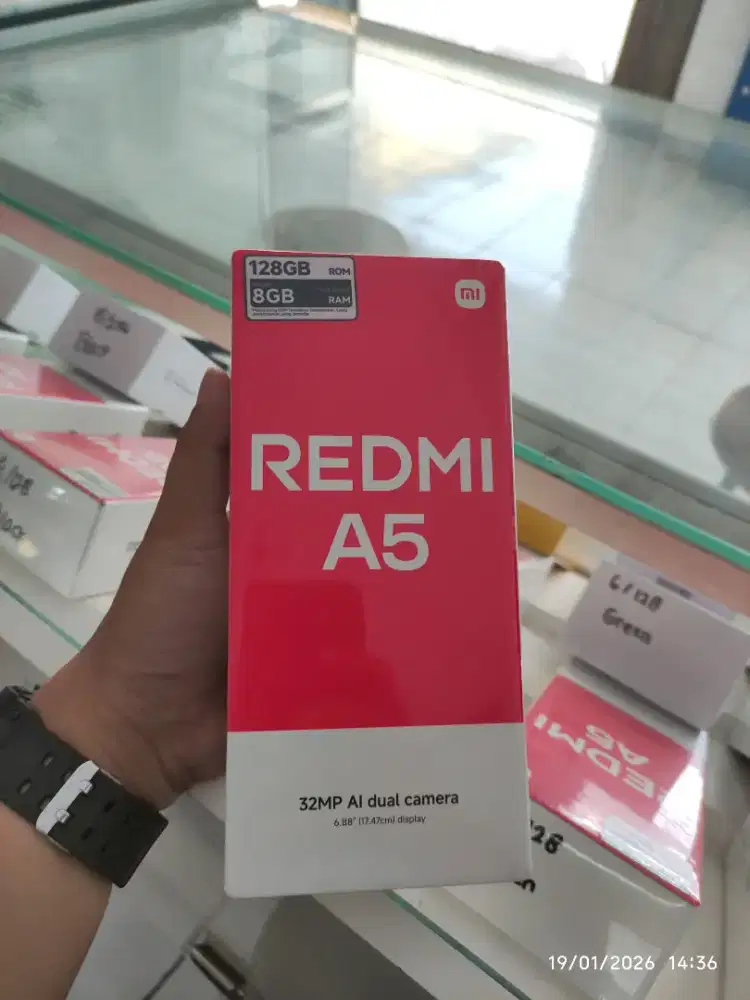 128GB ROM
8GB RAM
mi
REDMI
A5
32MP AI dual camera
6.88" (17.47cm) display
6/128
Green
REDMI
A5
19/01/2026 14:36